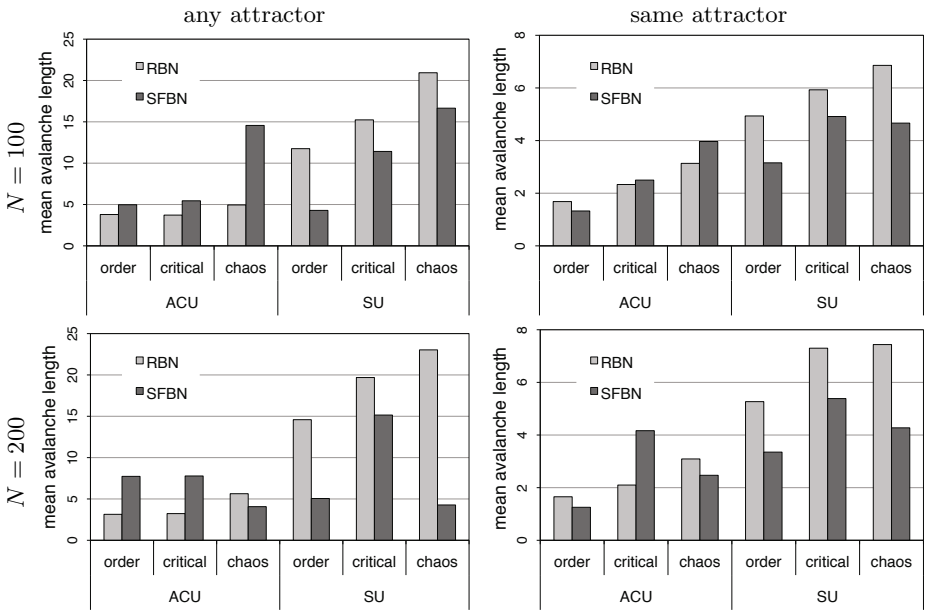 any attractor
same attractor
N = 100
mean avalanche length
25
20
15
10
5
0
RBN
SFBN
order critical chaos order critical chaos
ACU SU
mean avalanche length
8
6
4
2
0
RBN
SFBN
order critical chaos order critical chaos
ACU SU
N = 200
mean avalanche length
25
20
15
10
5
0
RBN
SFBN
order critical chaos order critical chaos
ACU SU
mean avalanche length
8
6
4
2
0
RBN
SFBN
order critical chaos order critical chaos
ACU SU